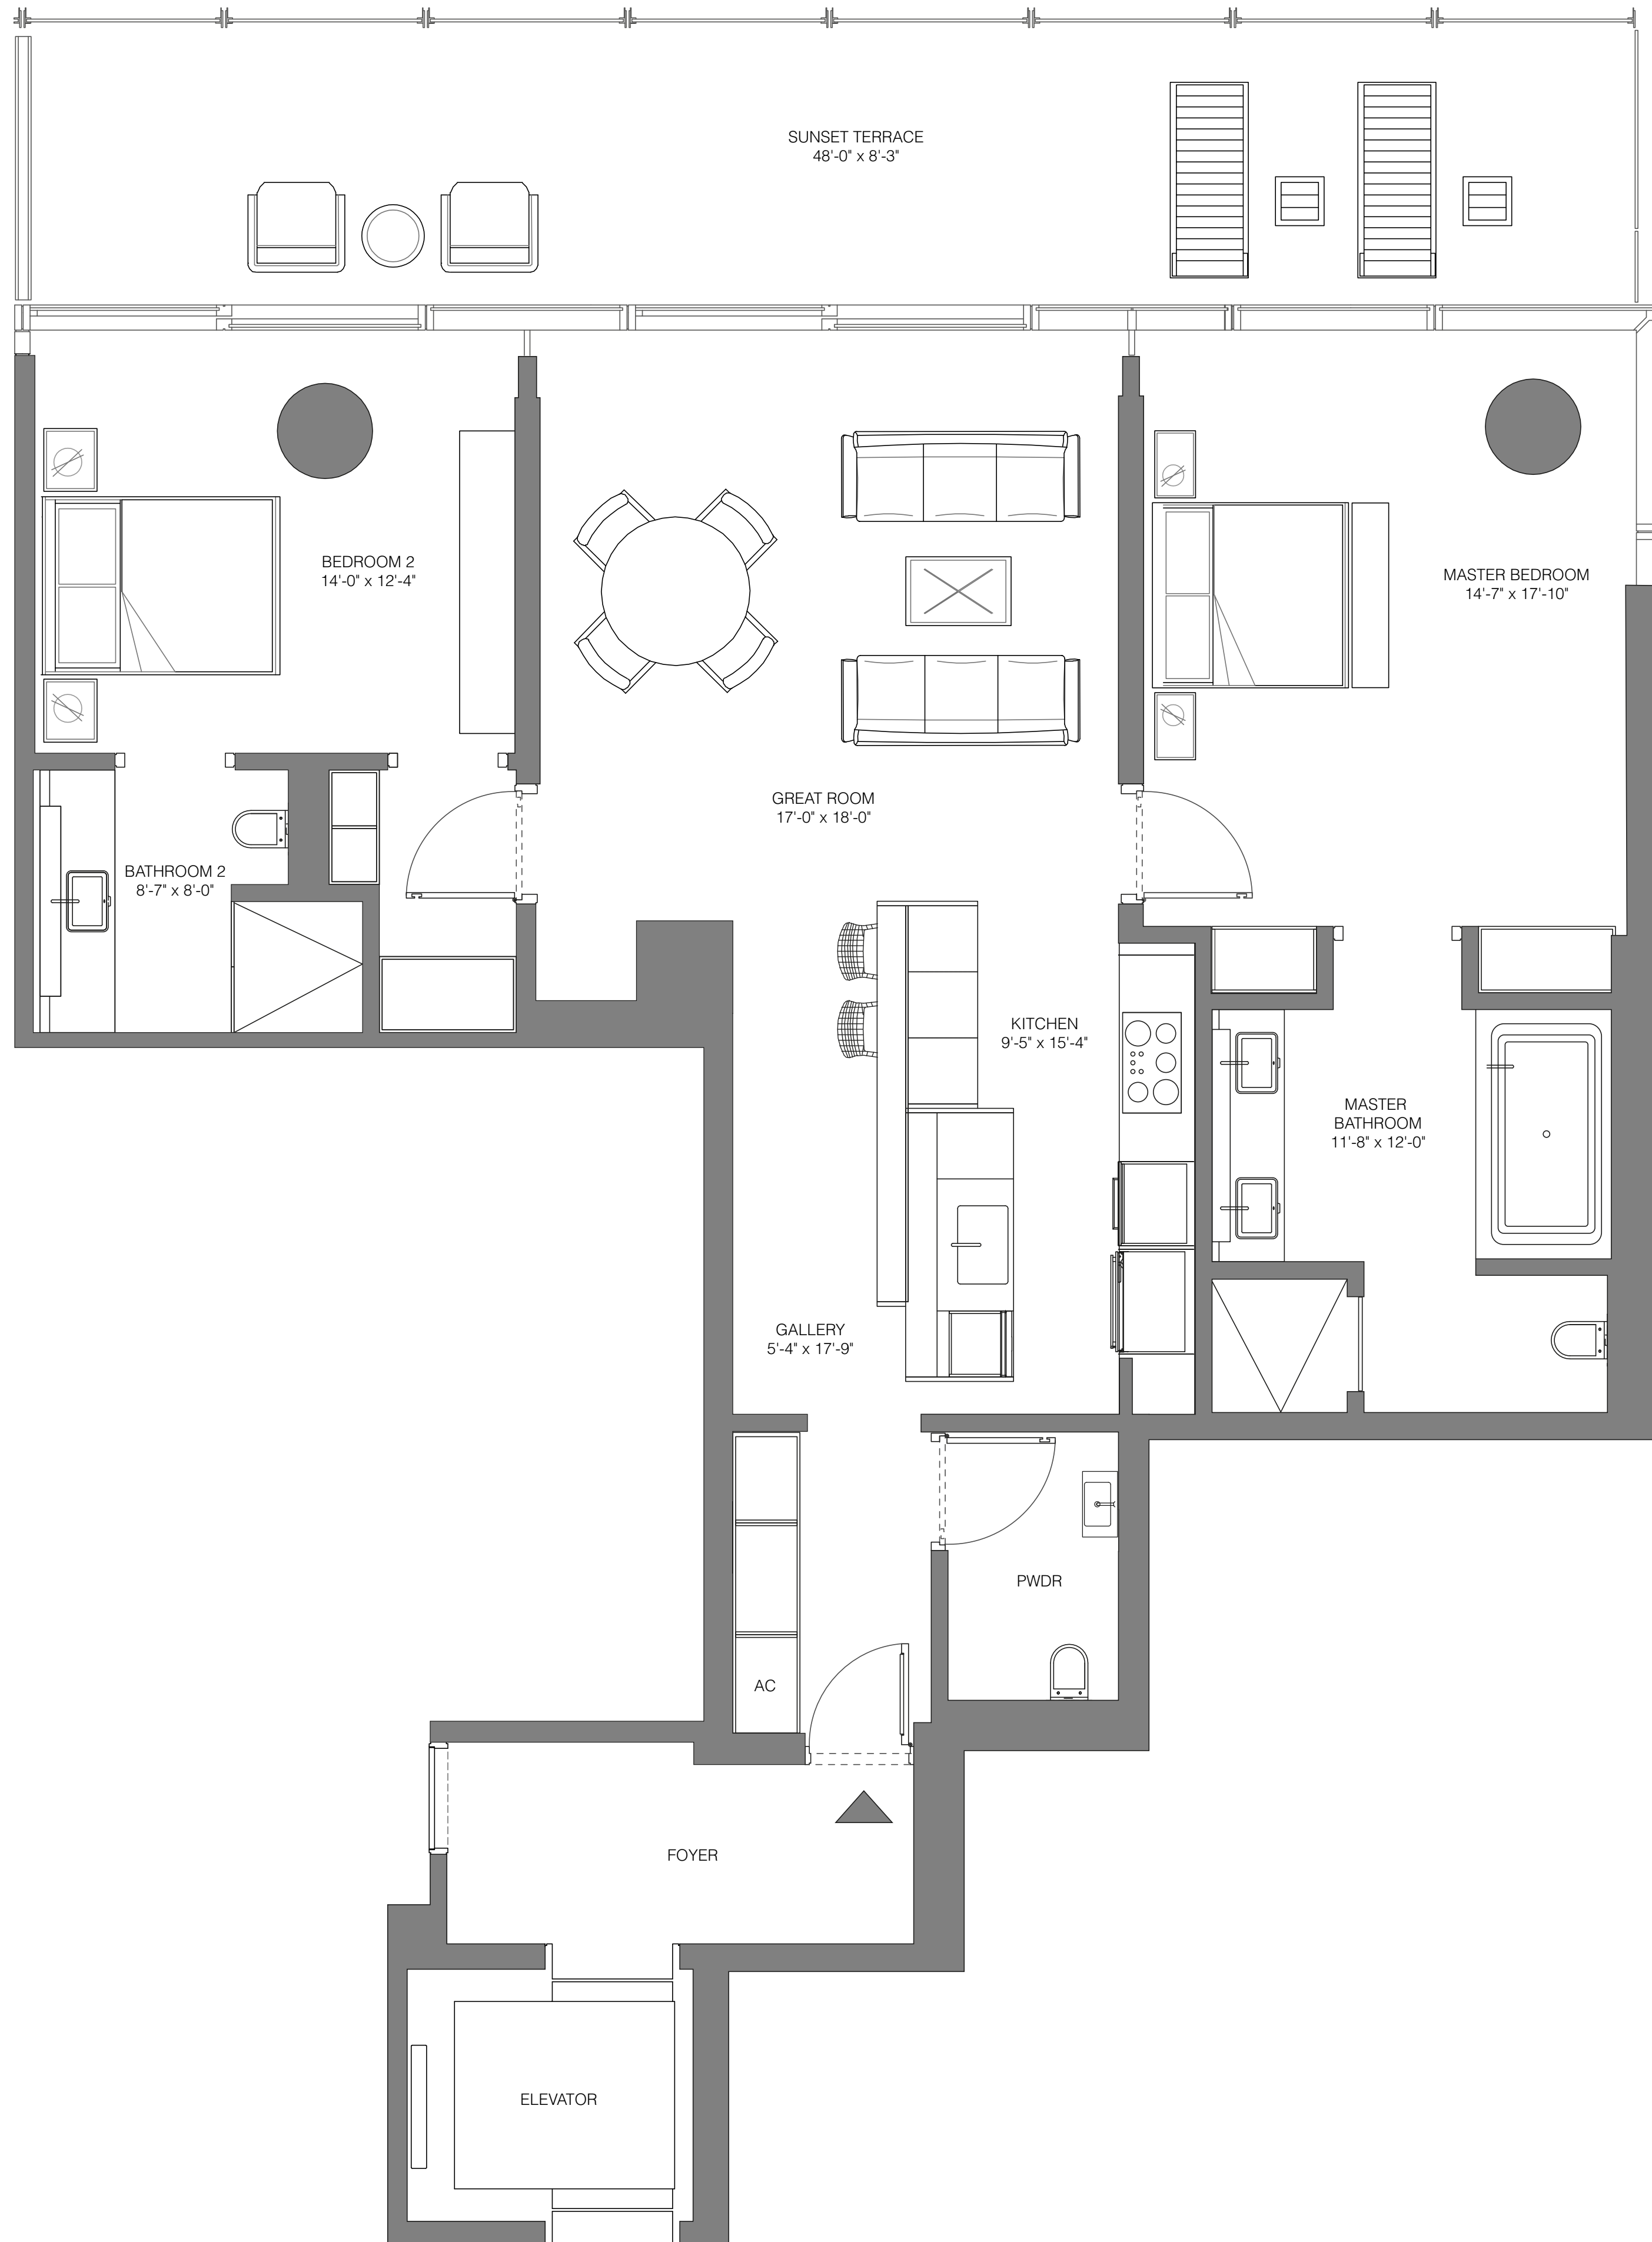 SUNSET TERRACE
48'-0" x 8'-3"
BEDROOM 2
14'-0" x 12'-4"
MASTER BEDROOM
14'-7" x 17'-10"
GREAT ROOM
17'-0" x 18'-0"
BATHROOM 2
8'-7" x 8'-0"
KITCHEN
9'-5" x 15'-4"
MASTER
BATHROOM
11'-8" x 12'-0"
GALLERY
5'-4" x 17'-9"
PWDR
AC
FOYER
ELEVATOR